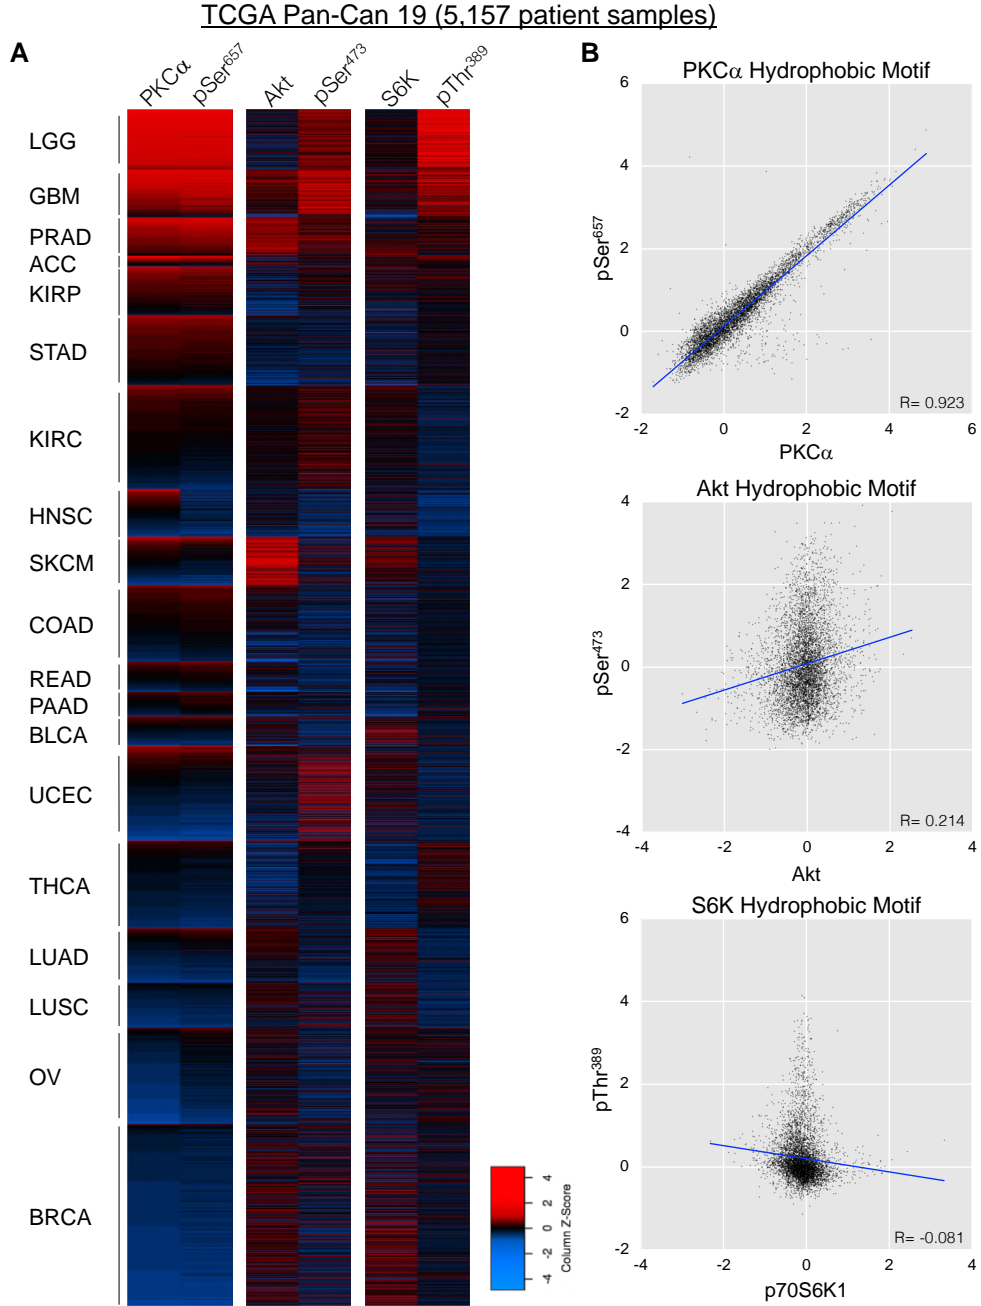 TCGA Pan-Can 19 (5,157 patient samples)
A
PKCα pSer657 Akt pSer473 S6K pThr389
LGG
GBM
PRAD
ACC
KIRP
STAD
KIRC
HNSC
SKCM
COAD
READ
PAAD
BLCA
UCEC
THCA
LUAD
LUSC
OV
BRCA
4
2
0
-2
-4
Column Z-Score
B
PKCα Hydrophobic Motif
6
4
2
0
-2
pSer657
R= 0.923
-2 0 2 4 6
PKCα
Akt Hydrophobic Motif
4
2
0
-2
-4
pSer473
R= 0.214
-4 -2 0 2 4
Akt
S6K Hydrophobic Motif
6
4
2
0
-2
pThr389
R= -0.081
-4 -2 0 2 4
p70S6K1